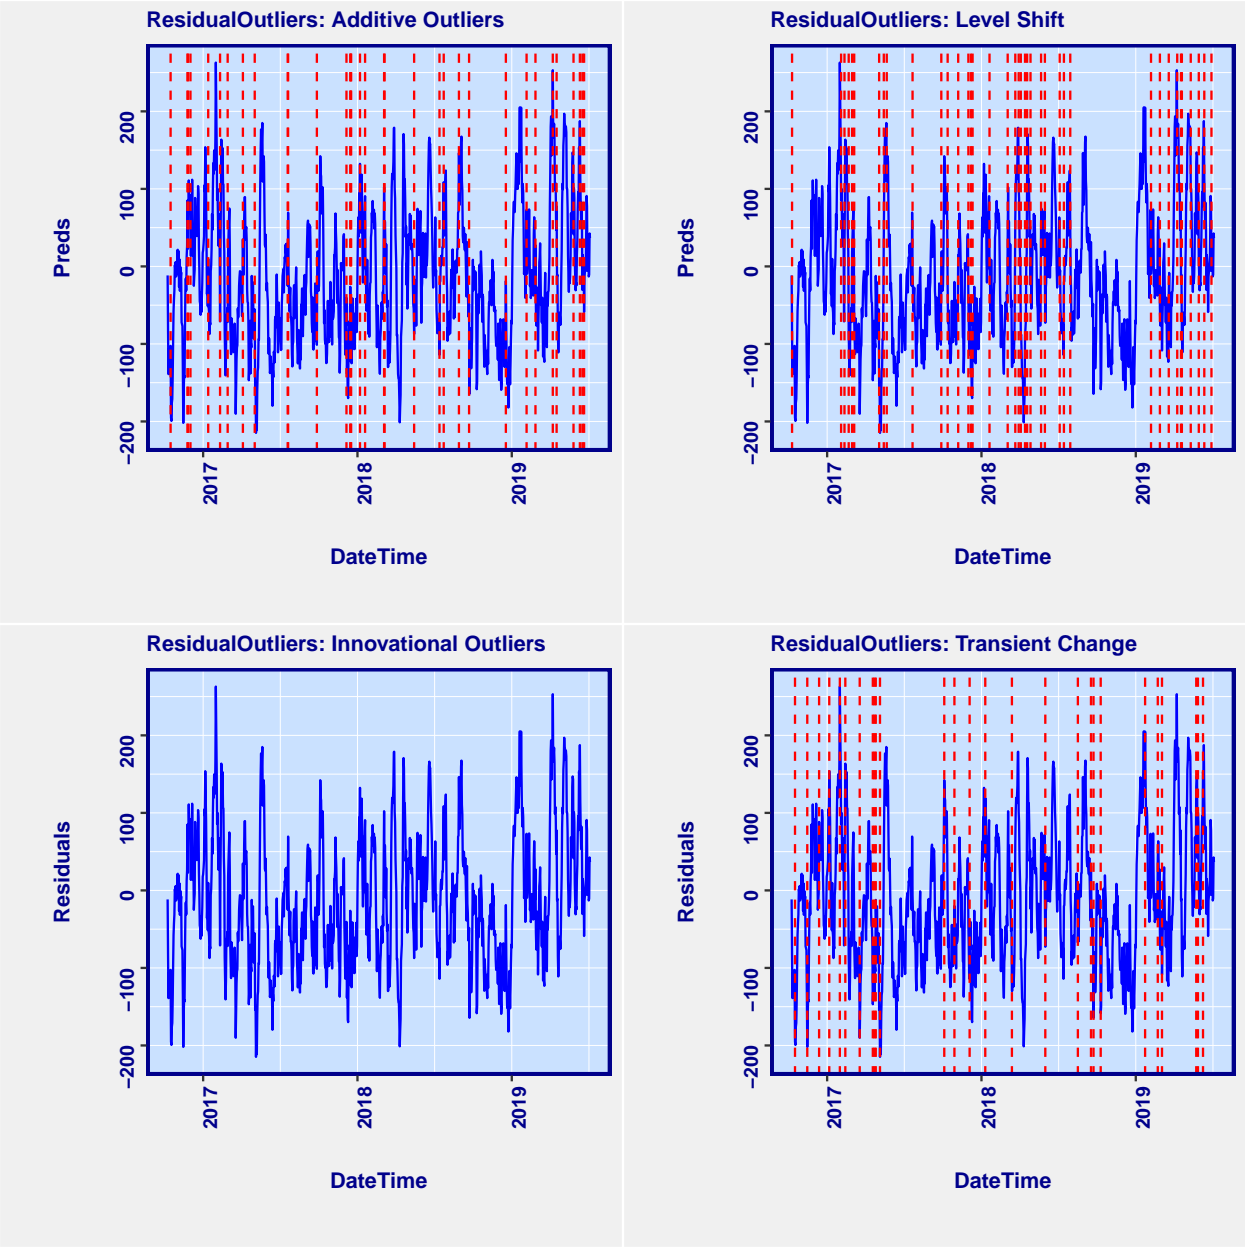 ResidualOutliers: Additive Outliers
Preds
200
100
0
−100
−200
2017
2018
2019
DateTime
ResidualOutliers: Level Shift
Preds
200
100
0
−100
−200
2017
2018
2019
DateTime
ResidualOutliers: Innovational Outliers
Residuals
200
100
0
−100
−200
2017
2018
2019
DateTime
ResidualOutliers: Transient Change
Residuals
200
100
0
−100
−200
2017
2018
2019
DateTime